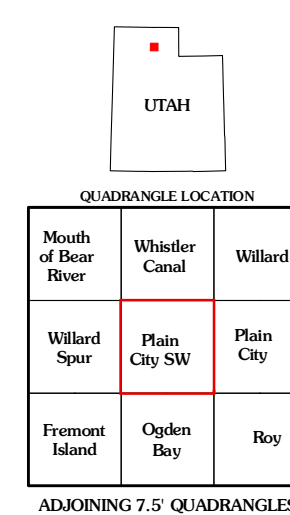 UTAH
QUADRANGLE LOCATION
Mouth
of Bear
River
Whistler
Canal
Willard
Willard
Spur
Plain
City SW
Plain
City
Fremont
Island
Ogden
Bay
Roy
ADJOINING 7.5' QUADRANGLES